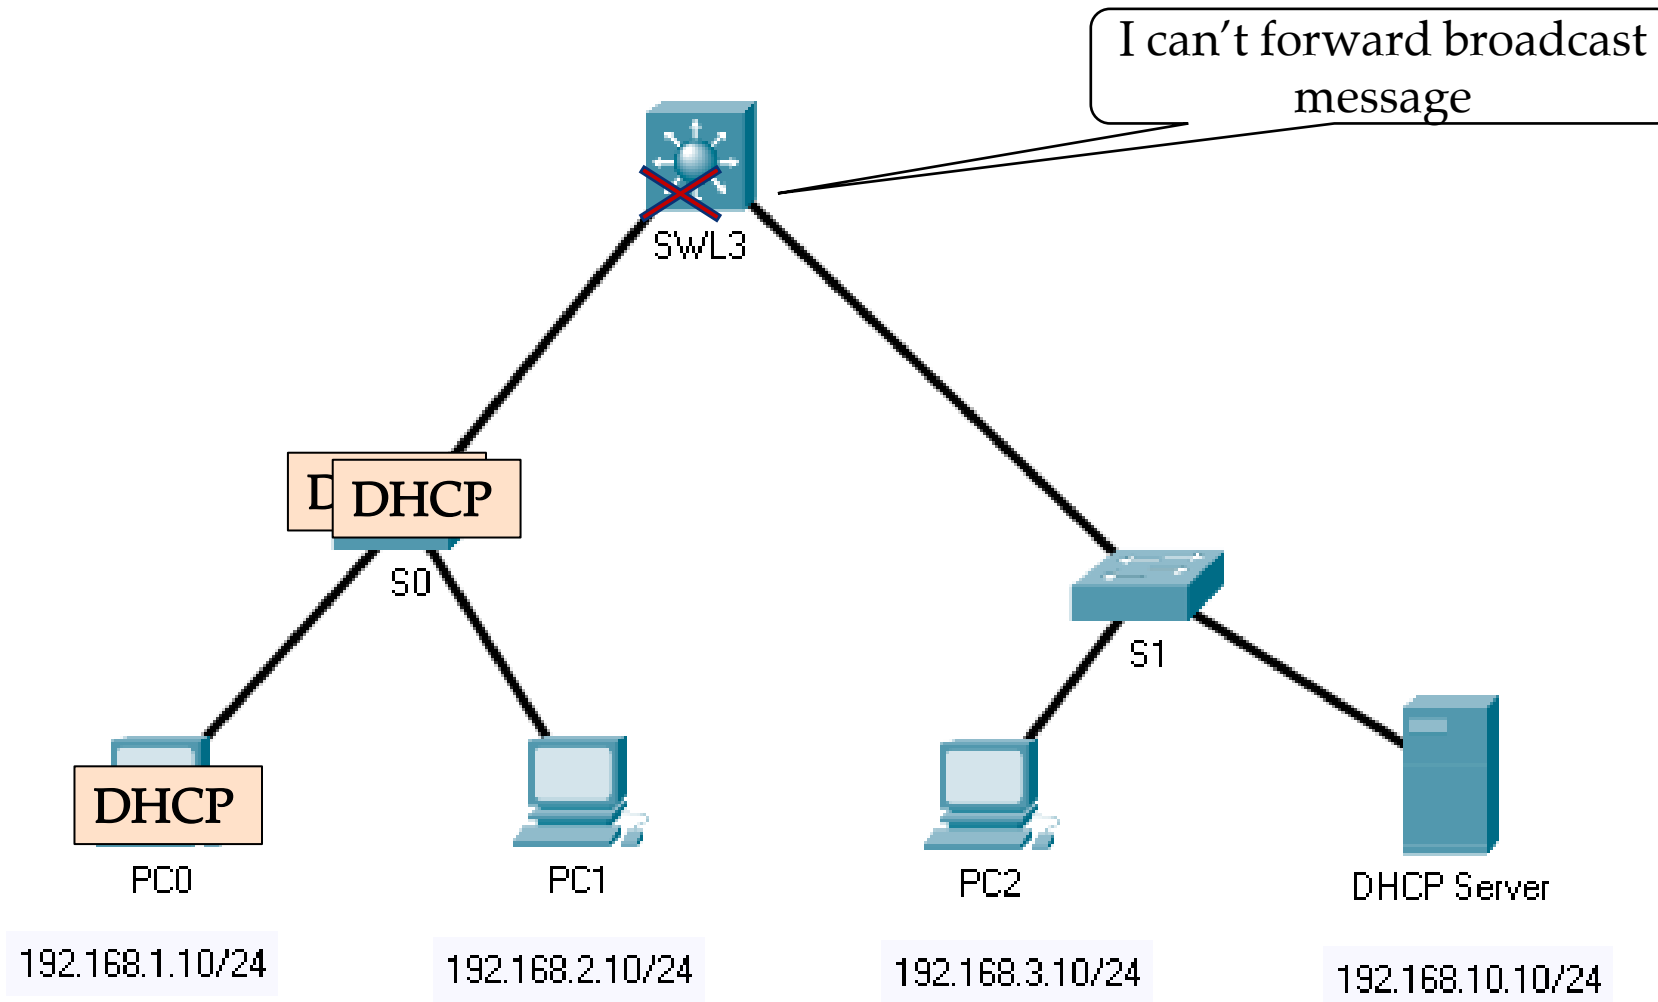 I can’t forward broadcast
message
SWL3
D
DHCP
S0
S1
DHCP
PC0
PC1
PC2
DHCP Server
192.168.1.10/24
192.168.2.10/24
192.168.3.10/24
192.168.10.10/24